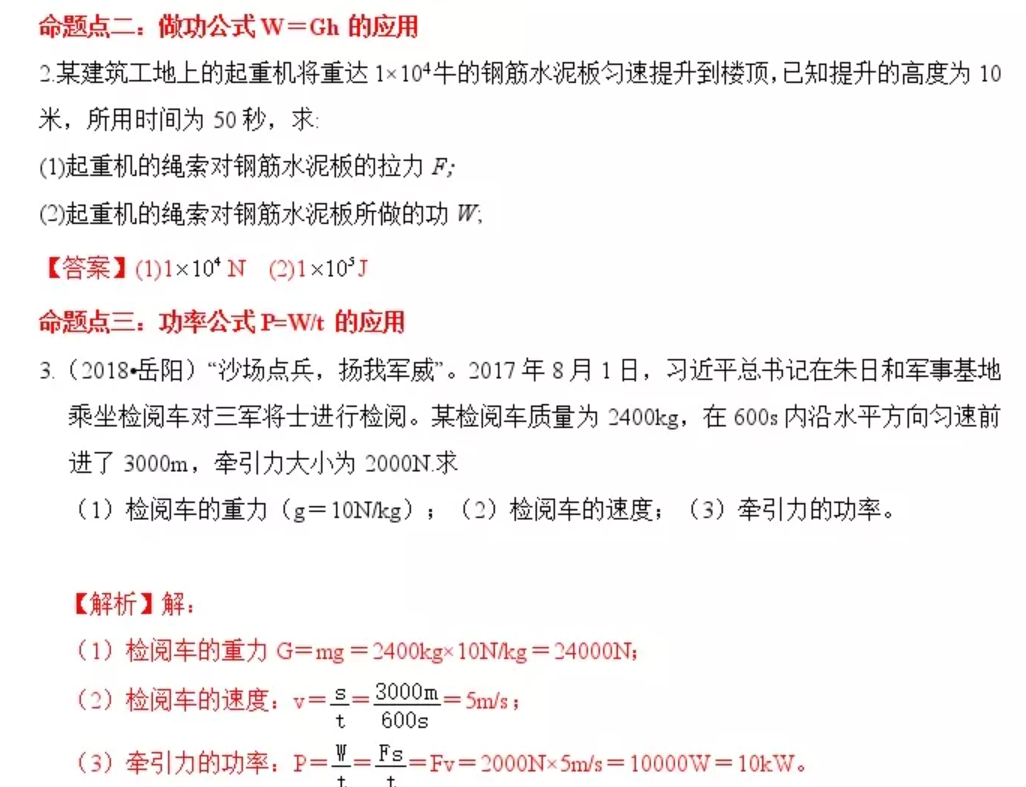 命题点二：做功公式 W＝Gh 的应用
2.某建筑工地上的起重机将重达 1×10⁴牛的钢筋水泥板匀速提升到楼顶，已知提升的高度为 10
米，所用时间为 50 秒，求:
(1)起重机的绳索对钢筋水泥板的拉力 F;
(2)起重机的绳索对钢筋水泥板所做的功 W;
【答案】(1)1×10⁴ N (2)1×10⁵J
命题点三：功率公式 P=W/t 的应用
3.（2018•岳阳）“沙场点兵，扬我军威”。2017 年 8 月 1 日，习近平总书记在朱日和军事基地
乘坐检阅车对三军将士进行检阅。某检阅车质量为 2400kg，在 600s 内沿水平方向匀速前
进了 3000m，牵引力大小为 2000N.求
（1）检阅车的重力（g＝10N/kg）；（2）检阅车的速度；（3）牵引力的功率。
【解析】解：
（1）检阅车的重力 G＝mg＝2400kg×10N/kg＝24000N;
（2）检阅车的速度：v＝s/t＝3000m/600s＝5m/s；
（3）牵引力的功率：P＝W/t＝Fs/t＝Fv＝2000N×5m/s＝10000W＝10kW。